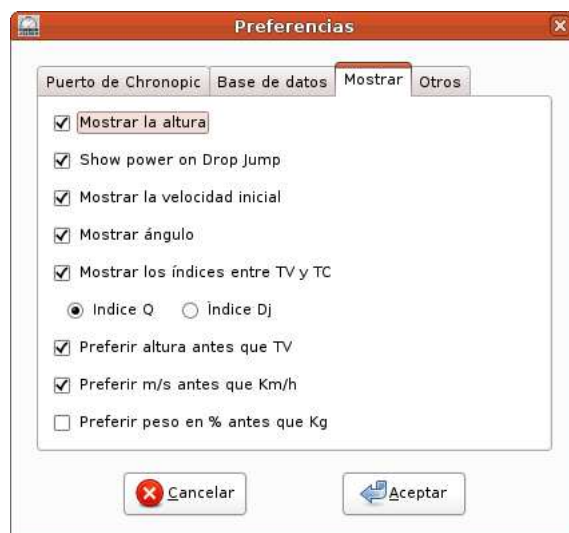 Preferencias
Puerto de Chronopic Base de datos Mostrar Otros
Mostrar la altura
Show power on Drop Jump
Mostrar la velocidad inicial
Mostrar ángulo
Mostrar los índices entre TV y TC
Indice Q Índice Dj
Preferir altura antes que TV
Preferir m/s antes que Km/h
Preferir peso en % antes que Kg
Cancelar Aceptar